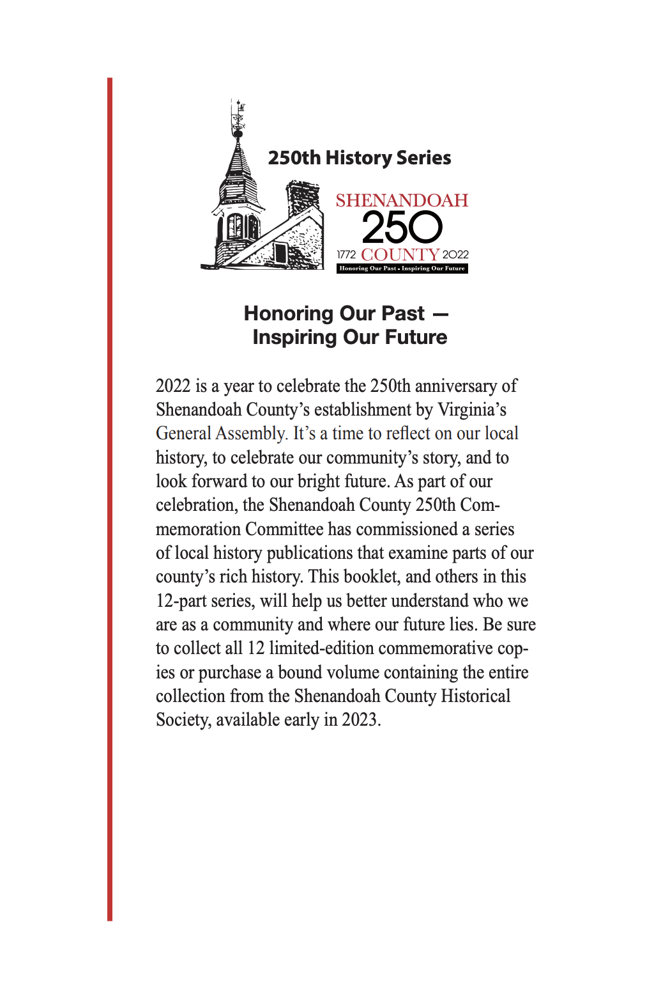 250th History Series
SHENANDOAH
250
1772 COUNTY 2022
Honoring Our Past - Inspiring Our Future
Honoring Our Past —
Inspiring Our Future
2022 is a year to celebrate the 250th anniversary of
Shenandoah County’s establishment by Virginia’s
General Assembly. It’s a time to reflect on our local
history, to celebrate our community’s story, and to
look forward to our bright future. As part of our
celebration, the Shenandoah County 250th Com-
memoration Committee has commissioned a series
of local history publications that examine parts of our
county’s rich history. This booklet, and others in this
12-part series, will help us better understand who we
are as a community and where our future lies. Be sure
to collect all 12 limited-edition commemorative cop-
ies or purchase a bound volume containing the entire
collection from the Shenandoah County Historical
Society, available early in 2023.